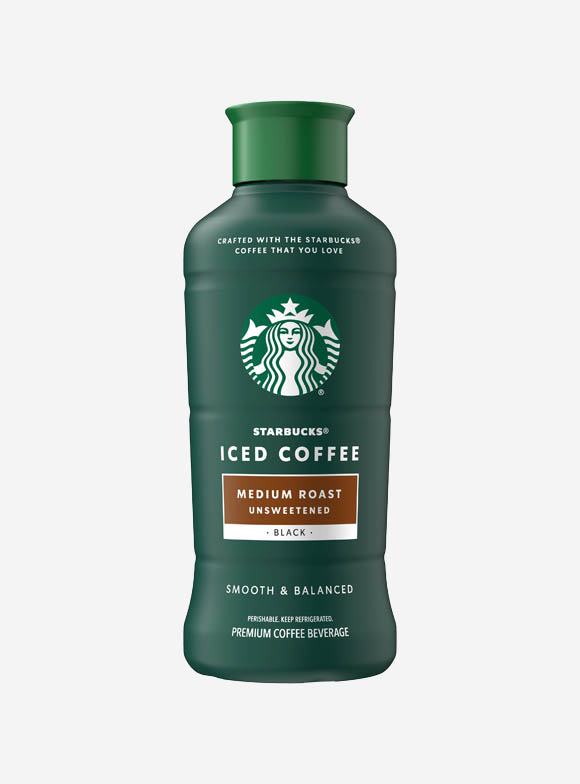 CRAFTED WITH THE STARBUCKS®
COFFEE THAT YOU LOVE
®
STARBUCKS®
ICED COFFEE
MEDIUM ROAST
UNSWEETENED
· BLACK ·
SMOOTH & BALANCED
PERISHABLE. KEEP REFRIGERATED.
PREMIUM COFFEE BEVERAGE